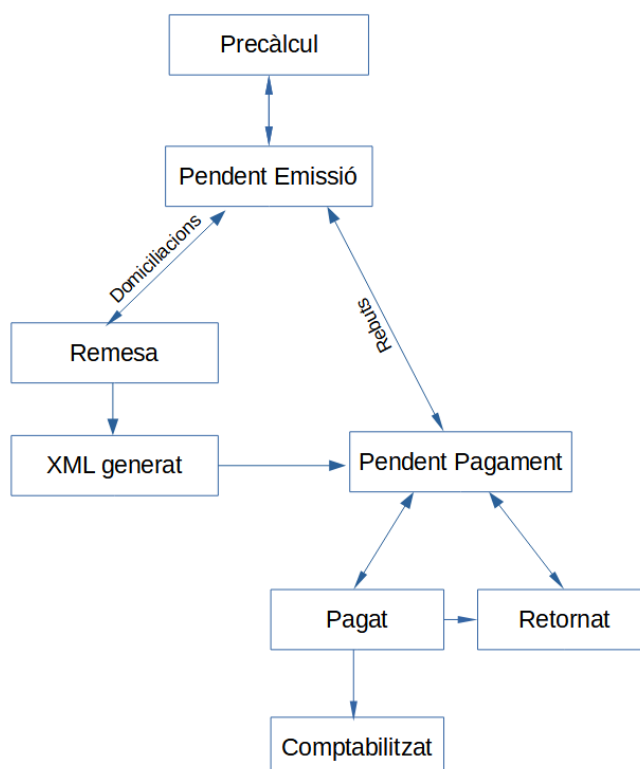 Precàlcul
Pendent Emissió
Domiciliacions
Rebuts
Remesa
XML generat
Pendent Pagament
Pagat
Retornat
Comptabilitzat